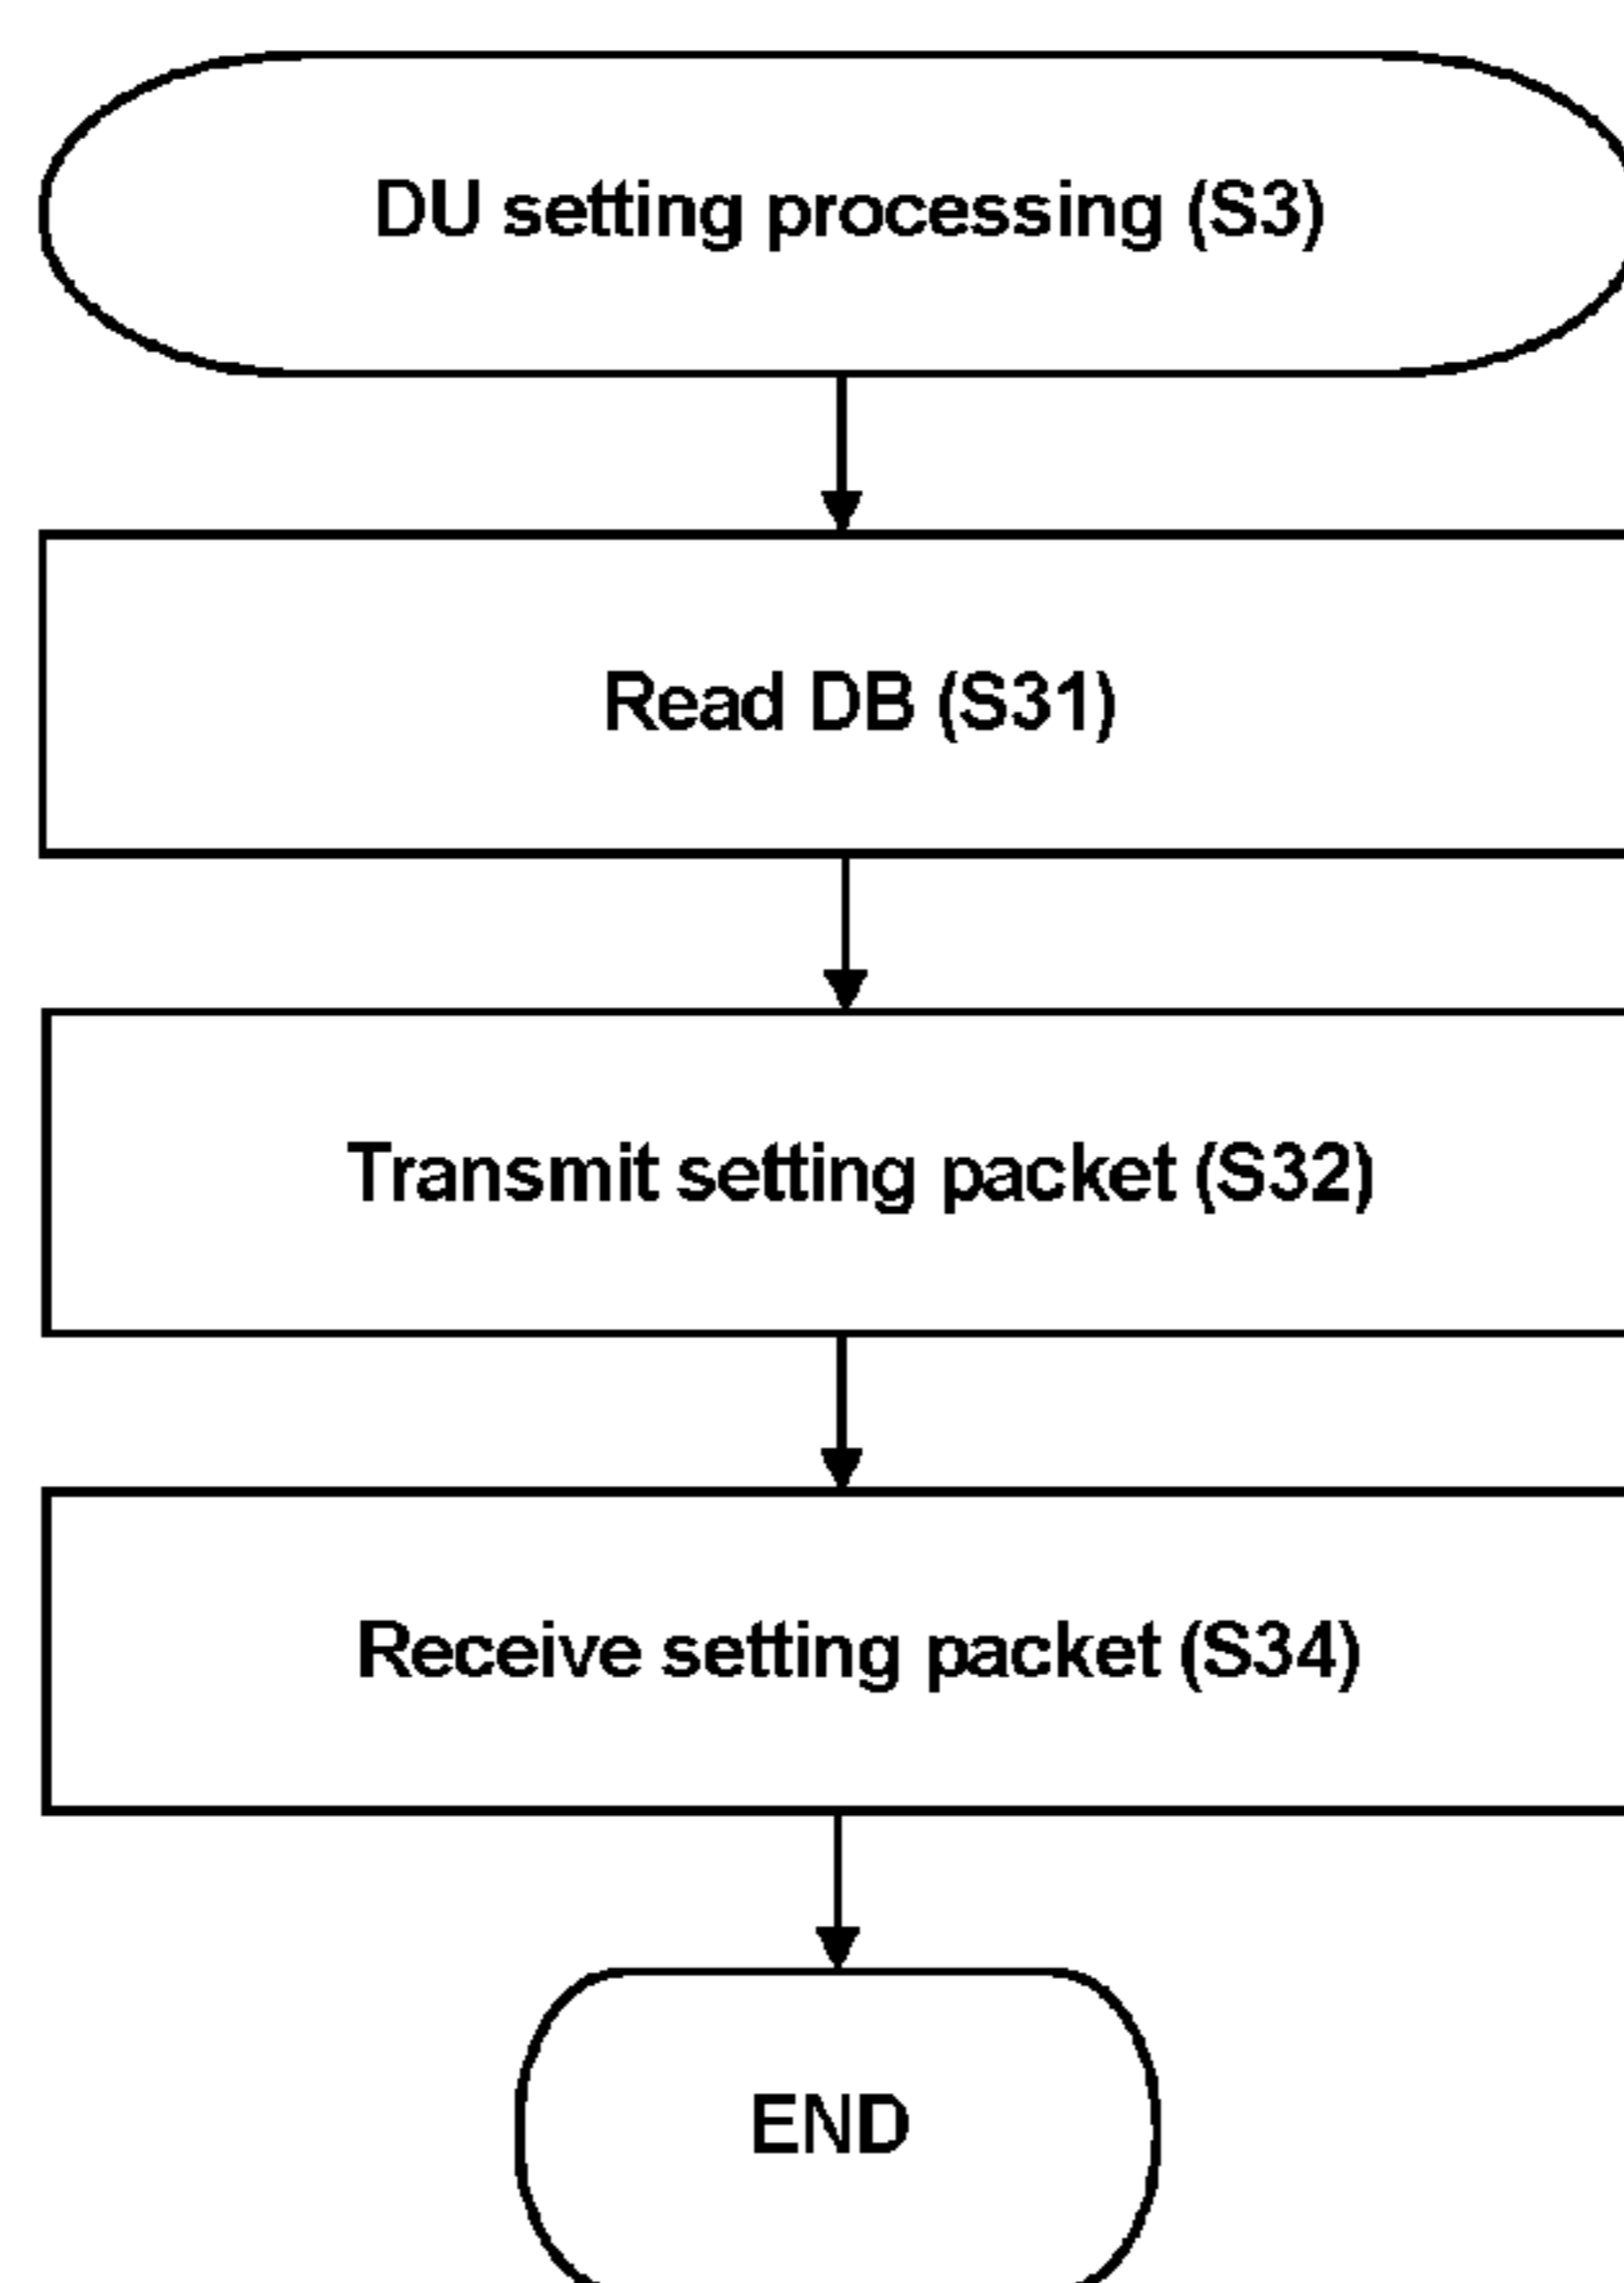 DU setting processing (S3)
Read DB (S31)
Transmit setting packet (S32)
Receive setting packet (S34)
END